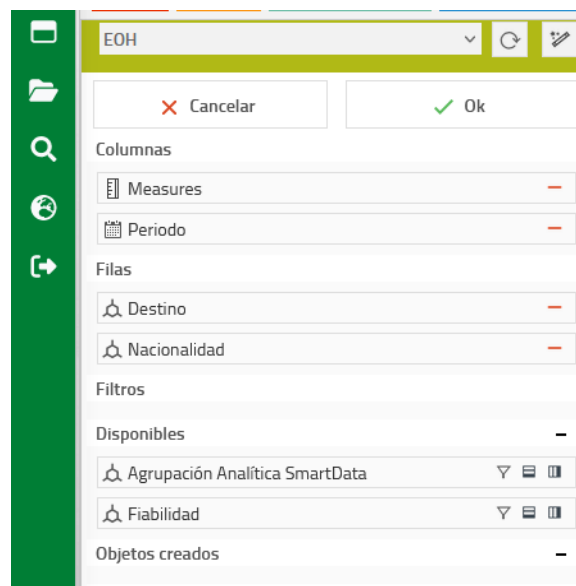 EOH
Cancelar
Ok
Columnas
Measures
Periodo
Filas
Destino
Nacionalidad
Filtros
Disponibles
Agrupación Analítica SmartData
Fiabilidad
Objetos creados